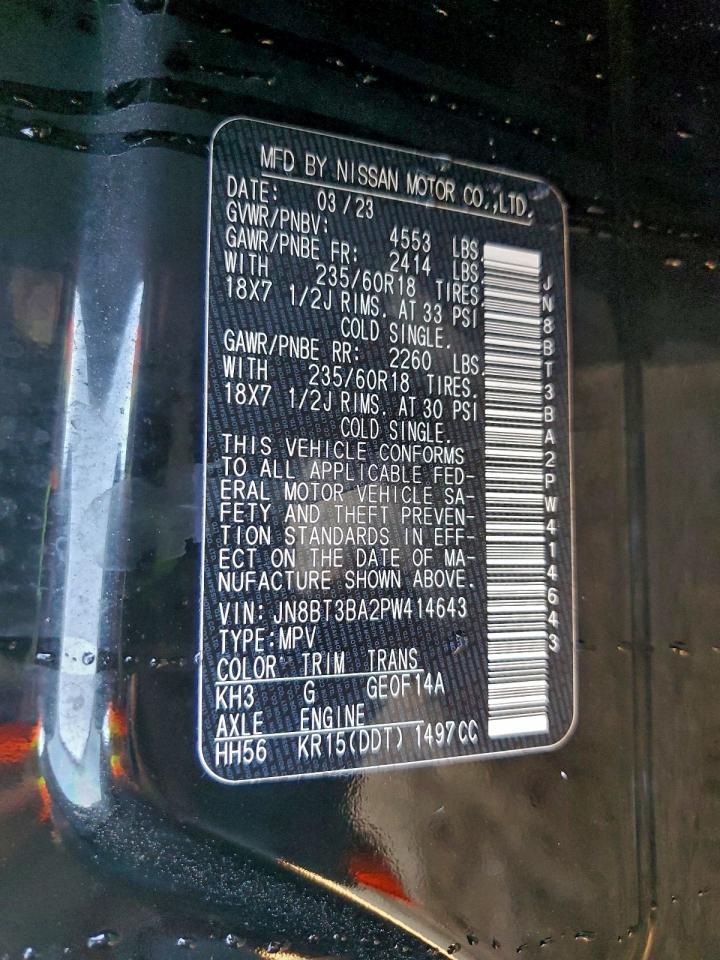 MFD BY NISSAN MOTOR CO.,LTD.
DATE: 03/23
GVWR/PNBV: 4553 LBS
GAWR/PNBE FR: 2414 LBS.
WITH 235/60R18 TIRES,
18X7 1/2J RIMS. AT 33 PSI
COLD SINGLE.
GAWR/PNBE RR: 2260 LBS.
WITH 235/60R18 TIRES.
18X7 1/2J RIMS. AT 30 PSI
COLD SINGLE.
THIS VEHICLE CONFORMS
TO ALL APPLICABLE FED-
ERAL MOTOR VEHICLE SA-
FETY AND THEFT PREVEN-
TION STANDARDS IN EFF-
ECT ON THE DATE OF MA-
NUFACTURE SHOWN ABOVE.
VIN: JN8BT3BA2PW414643
TYPE:MPV
COLOR TRIM TRANS
KH3 G GE0F14A
AXLE ENGINE
HH56 KR15(DDT) 1497CC
JN8BT3BA2PW414643